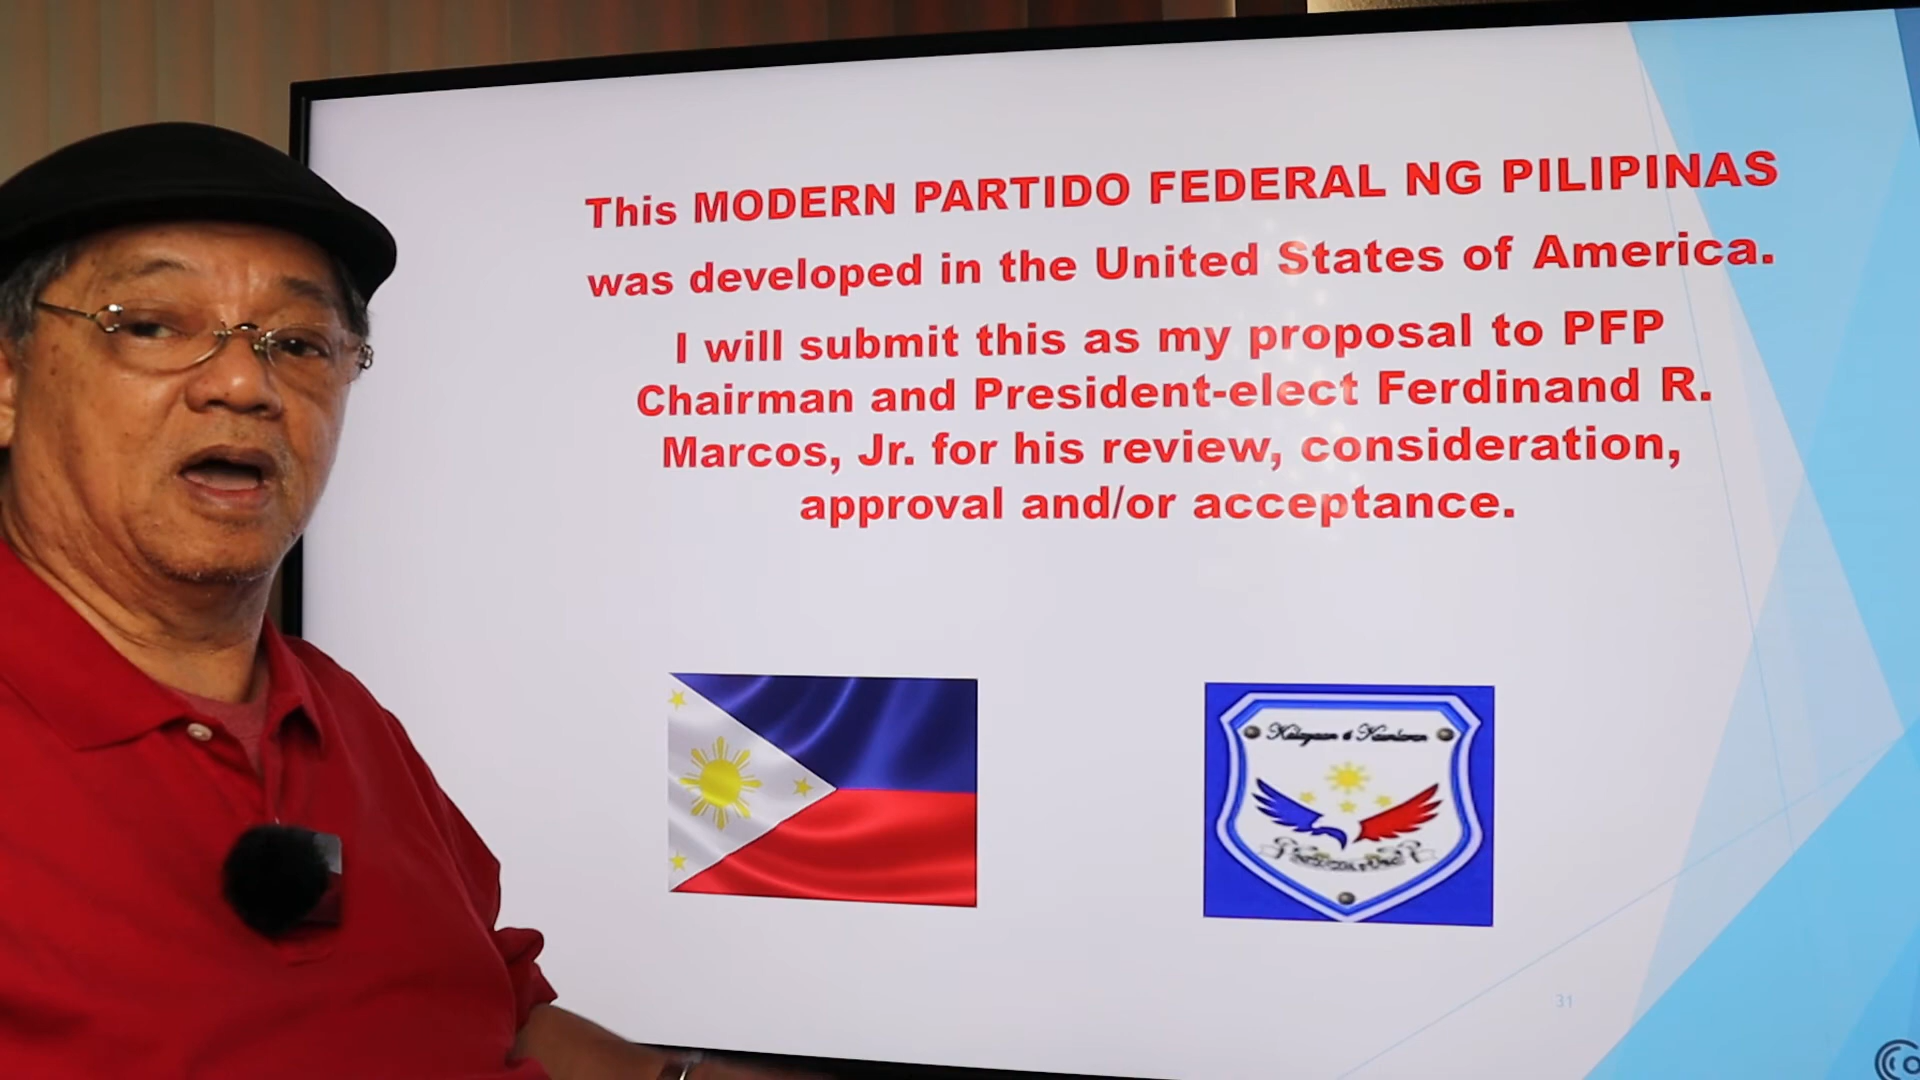 This MODERN PARTIDO FEDERAL NG PILIPINAS
was developed in the United States of America.
I will submit this as my proposal to PFP
Chairman and President-elect Ferdinand R.
Marcos, Jr. for his review, consideration,
approval and/or acceptance.
31